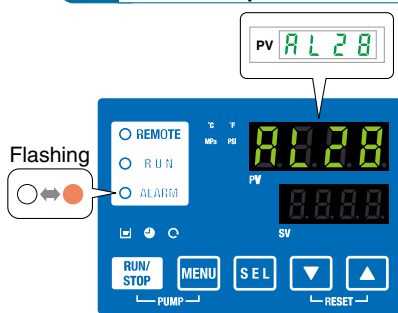 PV AL28
REMOTE
RUN
ALARM
°C °F
MPa PSI
AL28
PV
8.8.8.8.
SV
Flashing
RUN/
STOP
MENU
SEL
PUMP
RESET